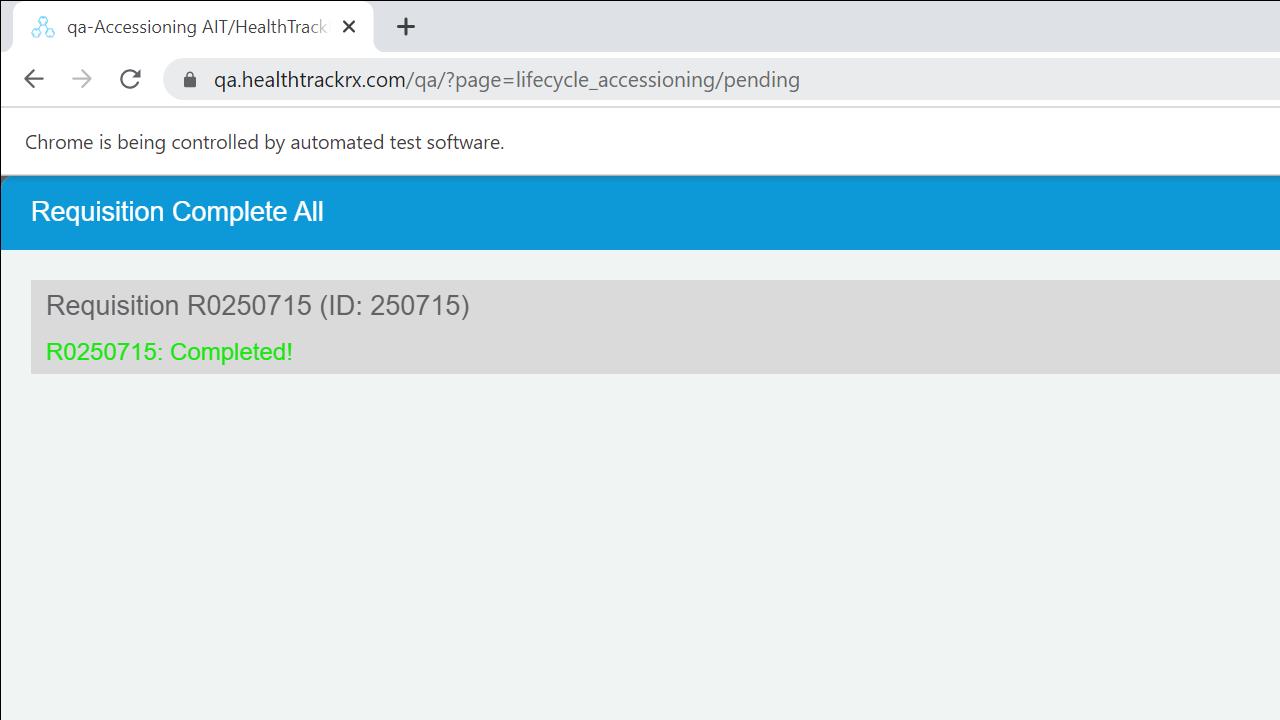 qa-Accessioning AIT/HealthTrack
qa.healthtrackrx.com/qa/?page=lifecycle_accessioning/pending
Chrome is being controlled by automated test software.
Requisition Complete All
Requisition R0250715 (ID: 250715)
R0250715: Completed!